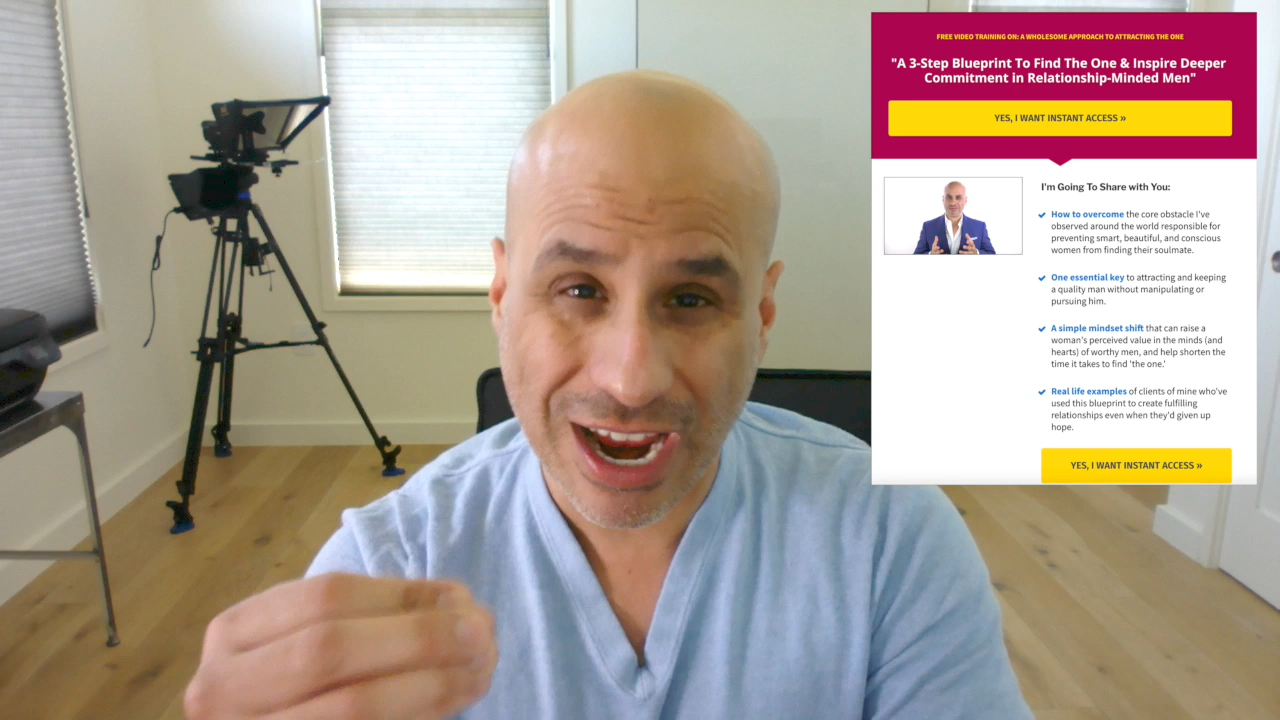 FREE VIDEO TRAINING ON: A WHOLESOME APPROACH TO ATTRACTING THE ONE
"A 3-Step Blueprint To Find The One & Inspire Deeper
Commitment in Relationship-Minded Men"
YES, I WANT INSTANT ACCESS »
I'm Going To Share with You:
How to overcome the core obstacle I've
observed around the world responsible for
preventing smart, beautiful, and conscious
women from finding their soulmate.
One essential key to attracting and keeping
a quality man without manipulating or
pursuing him.
A simple mindset shift that can raise a
woman's perceived value in the minds (and
hearts) of worthy men, and help shorten the
time it takes to find 'the one.'
Real life examples of clients of mine who've
used this blueprint to create fulfilling
relationships even when they'd given up
hope.
YES, I WANT INSTANT ACCESS »